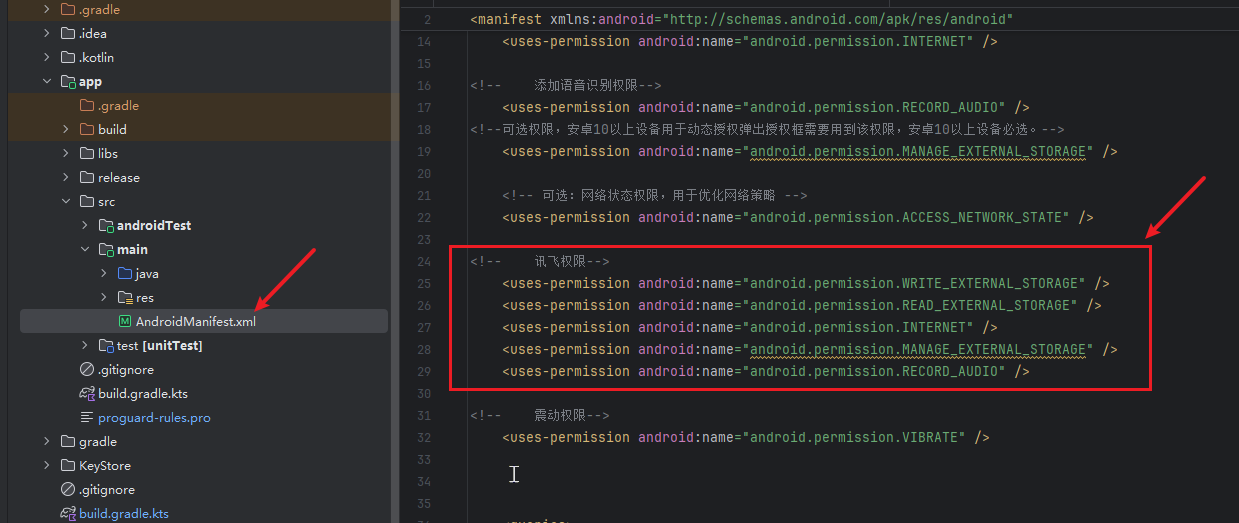 .gradle
.idea
.kotlin
app
.gradle
build
libs
release
src
androidTest
main
java
res
AndroidManifest.xml
test [unitTest]
.gitignore
build.gradle.kts
proguard-rules.pro
gradle
KeyStore
.gitignore
build.gradle.kts
2 <manifest xmlns:android="http://schemas.android.com/apk/res/android"
14 <uses-permission android:name="android.permission.INTERNET" />
15
16 <!-- 添加语音识别权限-->
17 <uses-permission android:name="android.permission.RECORD_AUDIO" />
18 <!--可选权限，安卓10以上设备用于动态授权弹出授权框需要用到该权限，安卓10以上设备必选。-->
19 <uses-permission android:name="android.permission.MANAGE_EXTERNAL_STORAGE" />
20
21 <!-- 可选：网络状态权限，用于优化网络策略 -->
22 <uses-permission android:name="android.permission.ACCESS_NETWORK_STATE" />
23
24 <!-- 讯飞权限-->
25 <uses-permission android:name="android.permission.WRITE_EXTERNAL_STORAGE" />
26 <uses-permission android:name="android.permission.READ_EXTERNAL_STORAGE" />
27 <uses-permission android:name="android.permission.INTERNET" />
28 <uses-permission android:name="android.permission.MANAGE_EXTERNAL_STORAGE" />
29 <uses-permission android:name="android.permission.RECORD_AUDIO" />
30
31 <!-- 震动权限-->
32 <uses-permission android:name="android.permission.VIBRATE" />
33
34
35